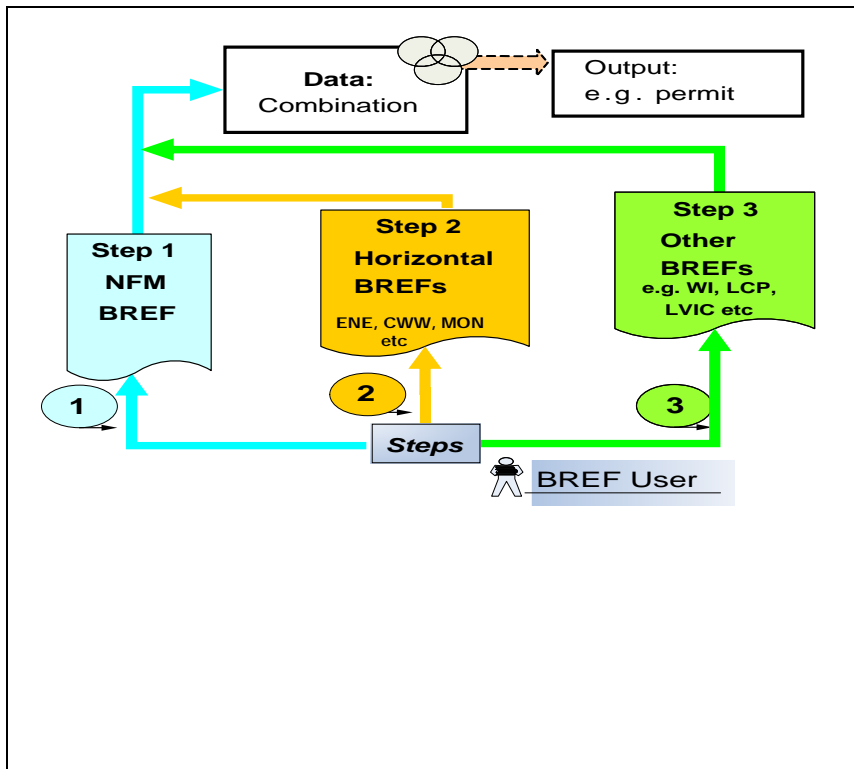 Data:
Combination
Output:
e.g. permit
Step 1
NFM
BREF
Step 2
Horizontal
BREFs
ENE, CWW, MON
etc
Step 3
Other
BREFs
e.g. WI, LCP,
LVIC etc
1
2
3
Steps
BREF User